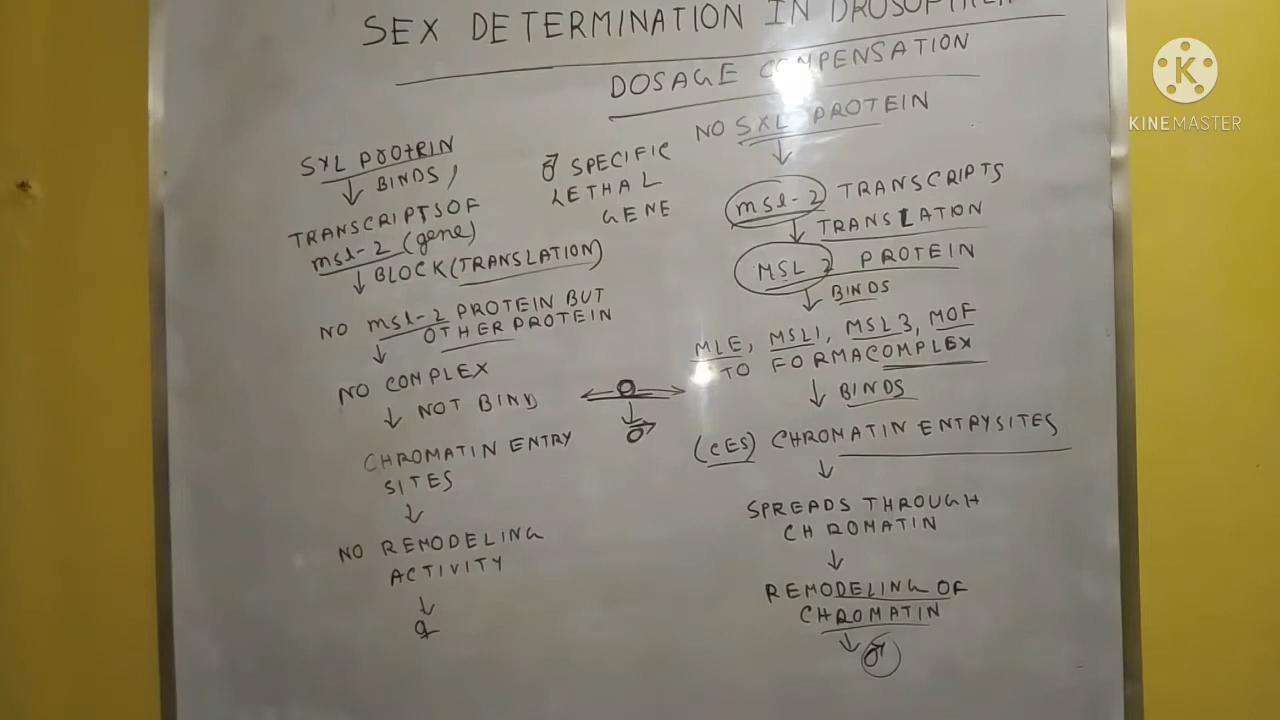 SEX DETERMINATION IN DROSOPHILA
DOSAGE COMPENSATION
SXL PROTEIN
BINDS,
TRANSCRIPTS OF
msl-2 (gene)
BLOCK (TRANSLATION)
NO msl-2 PROTEIN BUT
OTHER PROTEIN
NO COMPLEX
NOT BIND
CHROMATIN ENTRY
SITES
NO REMODELING
ACTIVITY
♀
♂ SPECIFIC
LETHAL
GENE
♂
NO SXL PROTEIN
msl-2 TRANSCRIPTS
TRANSLATION
MSL 2 PROTEIN
BINDS
MLE, MSL1, MSL3, MOF
TO FORM A COMPLEX
BINDS
(CES) CHROMATIN ENTRY SITES
SPREADS THROUGH
CHROMATIN
REMODELING OF
CHROMATIN
♂
K
KINEMASTER